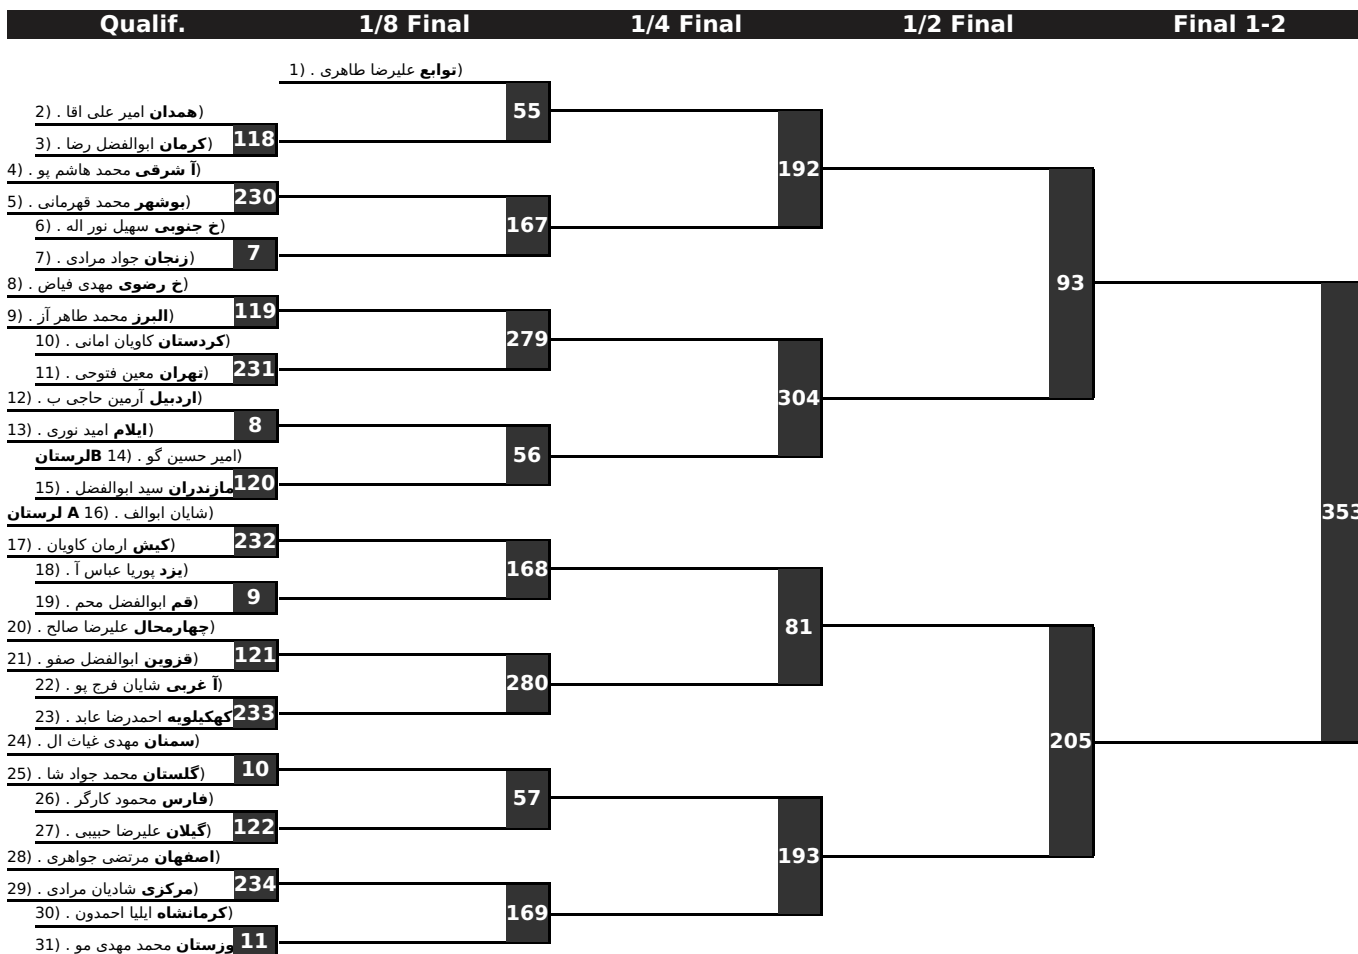 Qualif. 1/8 Final 1/4 Final 1/2 Final Final 1-2
1) . علیرضا طاهری توابع)
55
2) . امیر علی اقا همدان)
118
3) . ابوالفضل رضا کرمان)
192
4) . محمد هاشم پو آ شرقی)
230
5) . محمد قهرمانی بوشهر)
167
6) . سهیل نور اله خ جنوبی)
7
7) . جواد مرادی زنجان)
93
8) . مهدی فیاض خ رضوی)
119
9) . محمد طاهر آز البرز)
279
10) . کاویان امانی کردستان)
231
11) . معین فتوحی تهران)
304
12) . آرمین حاجی ب اردبیل)
8
13) . امید نوری ایلام)
56
لرستانB 14) . امیر حسین گو)
120
15) . سید ابوالفضل مازندران
353
لرستان A 16) . شایان ابوالف)
232
17) . ارمان کاویان کیش)
168
18) . پوریا عباس آ یزد)
9
19) . ابوالفضل محم قم)
81
20) . علیرضا صالح چهارمحال)
121
21) . ابوالفضل صفو قزوین)
280
22) . شایان فرج پو آ غربی)
233
23) . احمدرضا عابد کهکیلویه
205
24) . مهدی غیاث ال سمنان)
10
25) . محمد جواد شا گلستان)
57
26) . محمود کارگر فارس)
122
27) . علیرضا حبیبی گیلان)
193
28) . مرتضی جواهری اصفهان)
234
29) . شادیان مرادی مرکزی)
169
30) . ایلیا احمدون کرمانشاه)
11
31) . محمد مهدی مو وزستان